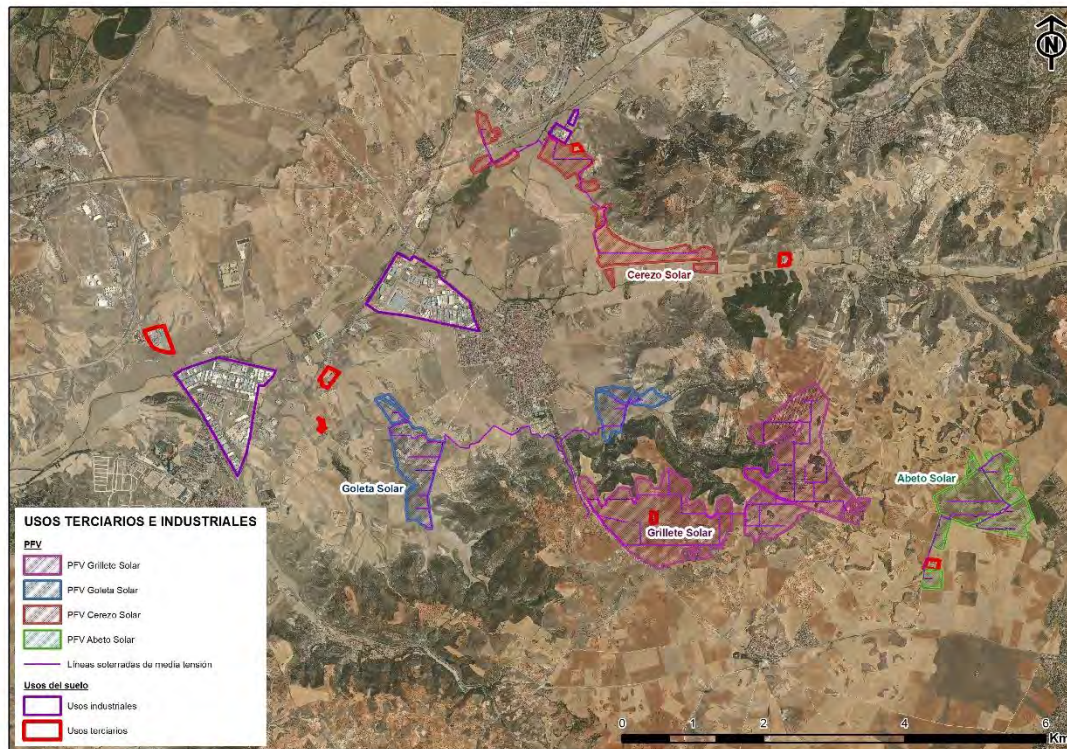 N
Cerezo Solar
Goleta Solar
Abeto Solar
Grillete Solar
USOS TERCIARIOS E INDUSTRIALES
PFV
PFV Grillete Solar
PFV Goleta Solar
PFV Cerezo Solar
PFV Abeto Solar
Líneas soterradas de media tensión
Usos del suelo
Usos industriales
Usos terciarios
0 1 2 4 6
Km